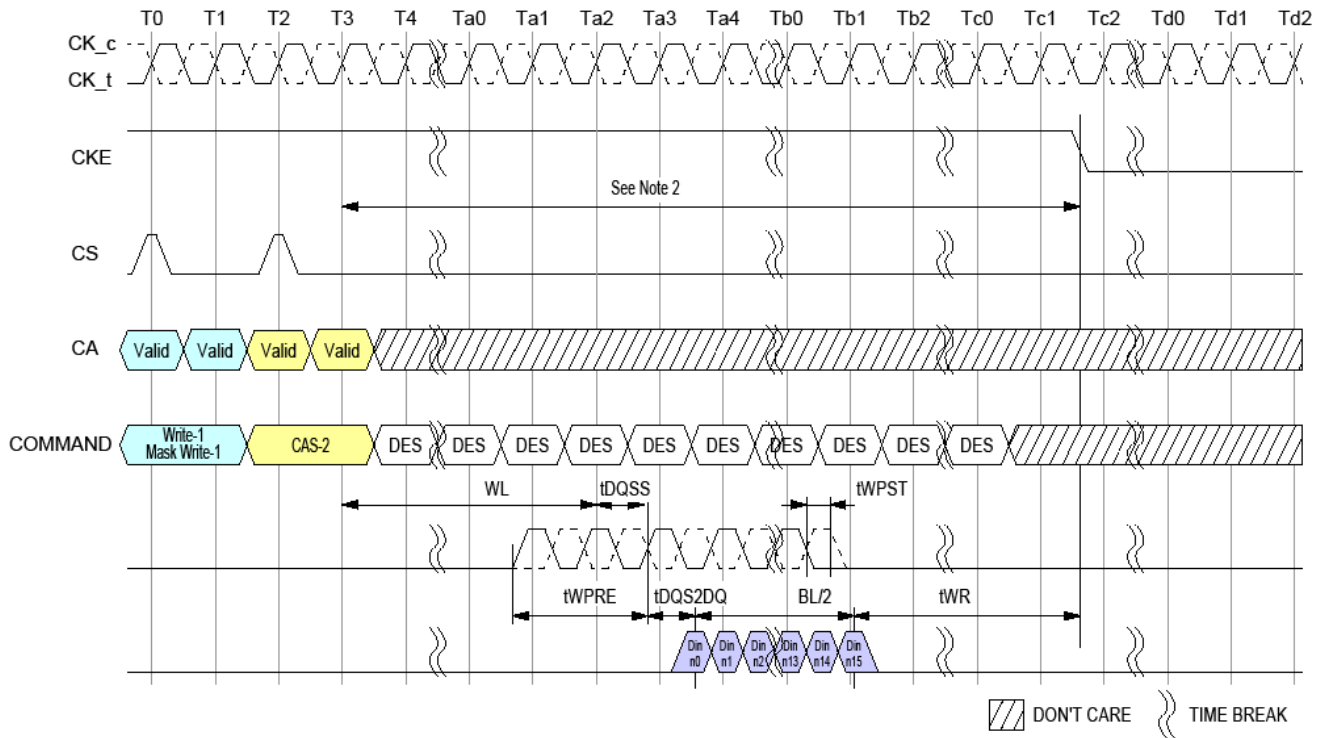 T0 T1 T2 T3 T4 Ta0 Ta1 Ta2 Ta3 Ta4 Tb0 Tb1 Tb2 Tc0 Tc1 Tc2 Td0 Td1 Td2
CK_c
CK_t
CKE
See Note 2
CS
CA Valid Valid Valid Valid
COMMAND
Write-1
Mask Write-1
CAS-2 DES DES DES DES DES DES DES DES DES DES
WL tDQSS tWPST
tWPRE tDQS2DQ BL/2 tWR
Din n0
Din n1
Din n2
Din n13
Din n14
Din n15
DON'T CARE TIME BREAK